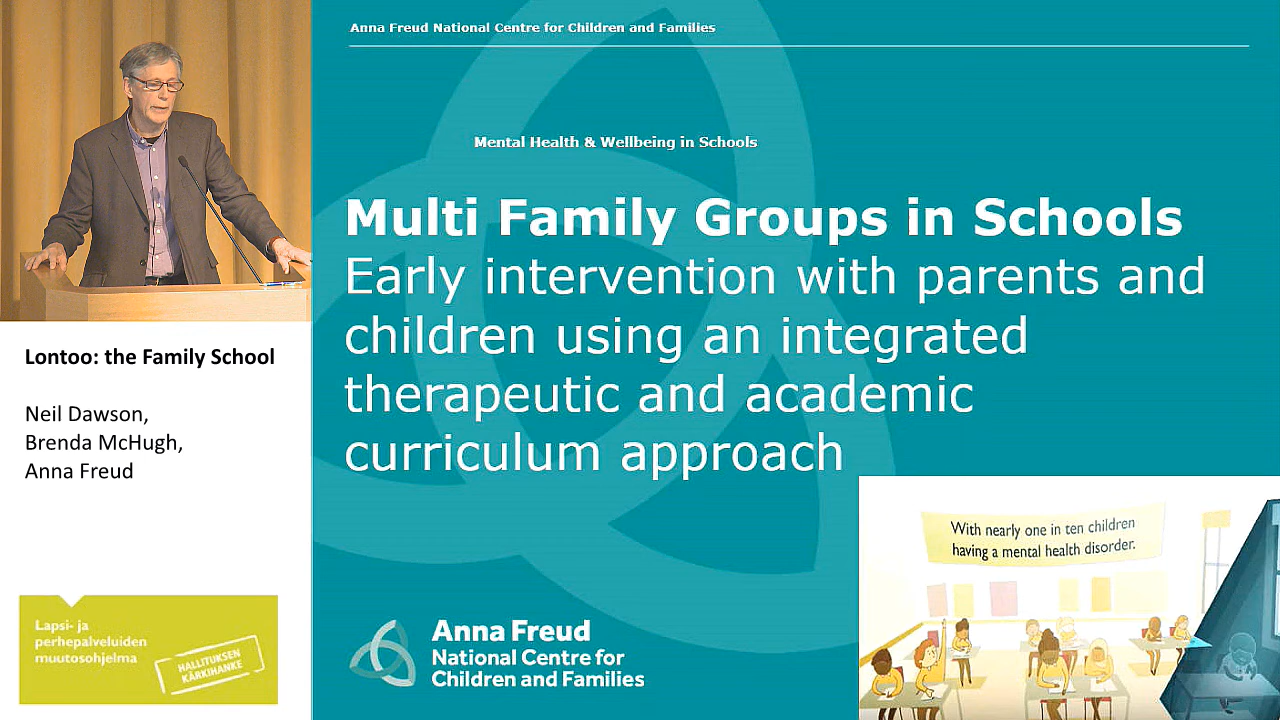 Anna Freud National Centre for Children and Families
Mental Health & Wellbeing in Schools
Multi Family Groups in Schools
Early intervention with parents and
children using an integrated
therapeutic and academic
curriculum approach
Lontoo: the Family School
Neil Dawson,
Brenda McHugh,
Anna Freud
With nearly one in ten children
having a mental health disorder.
Lapsi- ja
perhepalveluiden
muutosohjelma
HALLITUKSEN
KÄRKIHANKE
Anna Freud
National Centre for
Children and Families